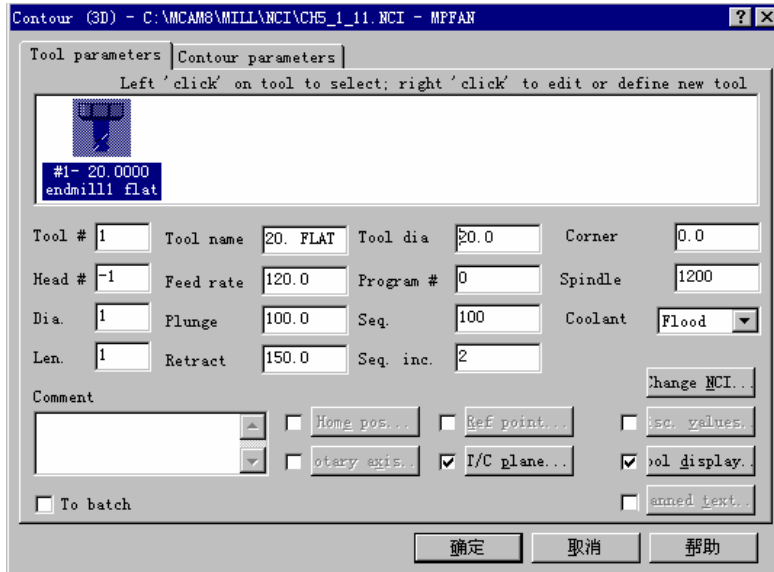 Contour (3D) - C:\MCAM8\MILL\NCI\CH5_1_11.NCI - MPFAN
Tool parameters Contour parameters
Left 'click' on tool to select; right 'click' to edit or define new tool
#1- 20.0000
endmill1 flat
Tool # 1 Tool name 20. FLAT Tool dia 20.0 Corner 0.0
Head # -1 Feed rate 120.0 Program # 0 Spindle 1200
Dia. 1 Plunge 100.0 Seq. 100 Coolant Flood
Len. 1 Retract 150.0 Seq. inc. 2
Change NCI...
Comment
Home pos... Ref point... isc. values..
otary axis.. T/C plane... ool display..
To batch anned text..
确定 取消 帮助